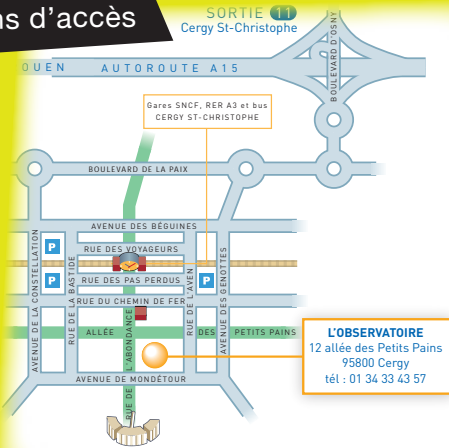 ns d'accès
SORTIE 11
Cergy St-Christophe
OUEN AUTOROUTE A15
BOULEVARD D'OSNY
Gares SNCF, RER A3 et bus
CERGY ST-CHRISTOPHE
BOULEVARD DE LA PAIX
AVENUE DES BÉGUINES
RUE DES VOYAGEURS
P
P
P
RUE DES PAS PERDUS
RUE DU CHEMIN DE FER
AVENUE DE LA CONSTELLATION
RUE DE LA BASTIDE
RUE DE L'ABONDANCE
RUE DE L'AVEN
AVENUE DES GENOTTES
ALLÉE DES PETITS PAINS
AVENUE DE MONDÉTOUR
L'OBSERVATOIRE
12 allée des Petits Pains
95800 Cergy
tél : 01 34 33 43 57